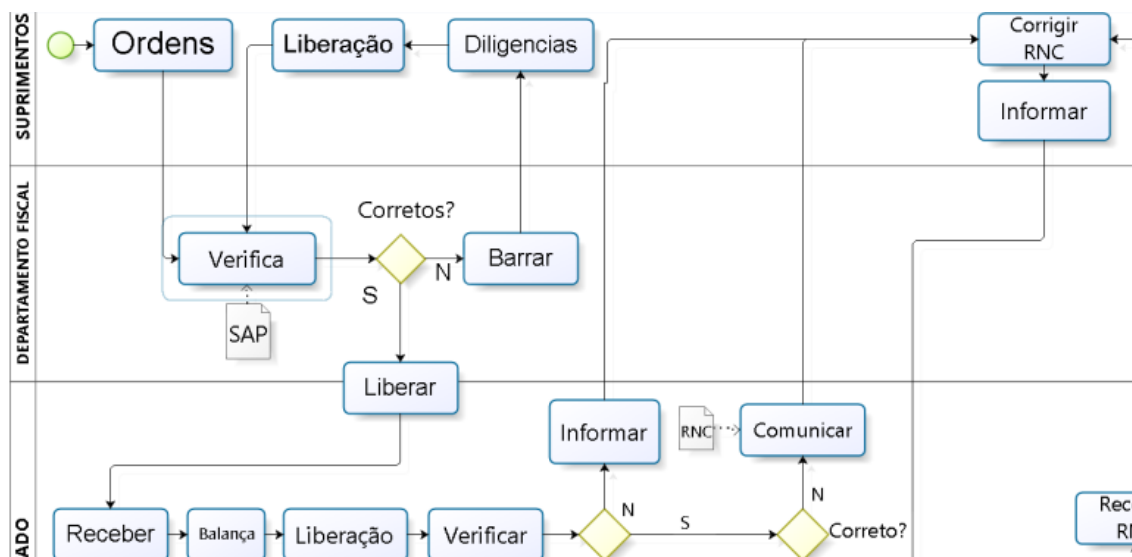 SUPRIMENTOS
Ordens
Liberação
Diligencias
Corrigir
RNC
Informar
DEPARTAMENTO FISCAL
Corretos?
Verifica
N
Barrar
S
SAP
Liberar
Informar
RNC
Comunicar
N
S
N
Correto?
Receber
Balança
Liberação
Verificar